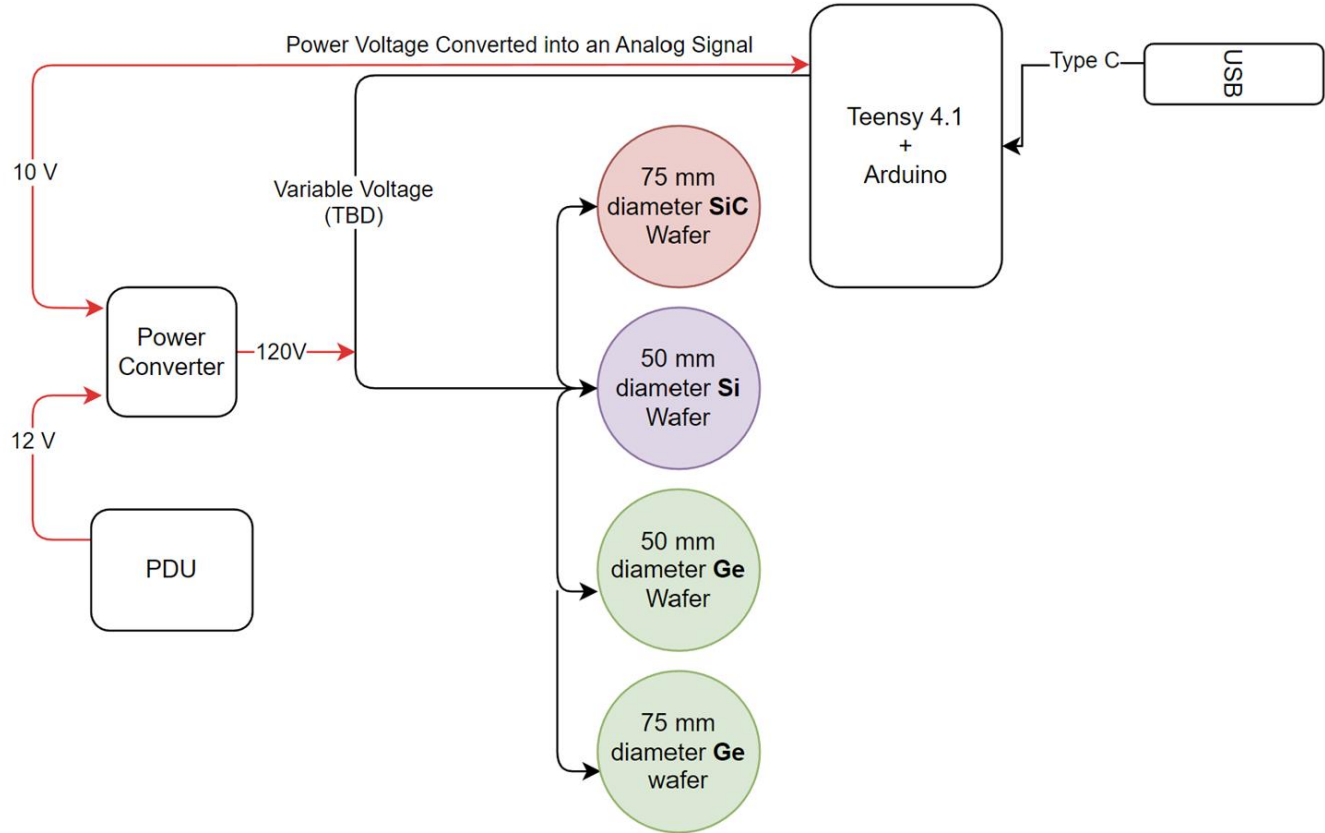 Power Voltage Converted into an Analog Signal
Type C
USB
Teensy 4.1
+
Arduino
10 V
Variable Voltage
(TBD)
75 mm
diameter SiC
Wafer
Power
Converter
120V
50 mm
diameter Si
Wafer
12 V
PDU
50 mm
diameter Ge
Wafer
75 mm
diameter Ge
wafer